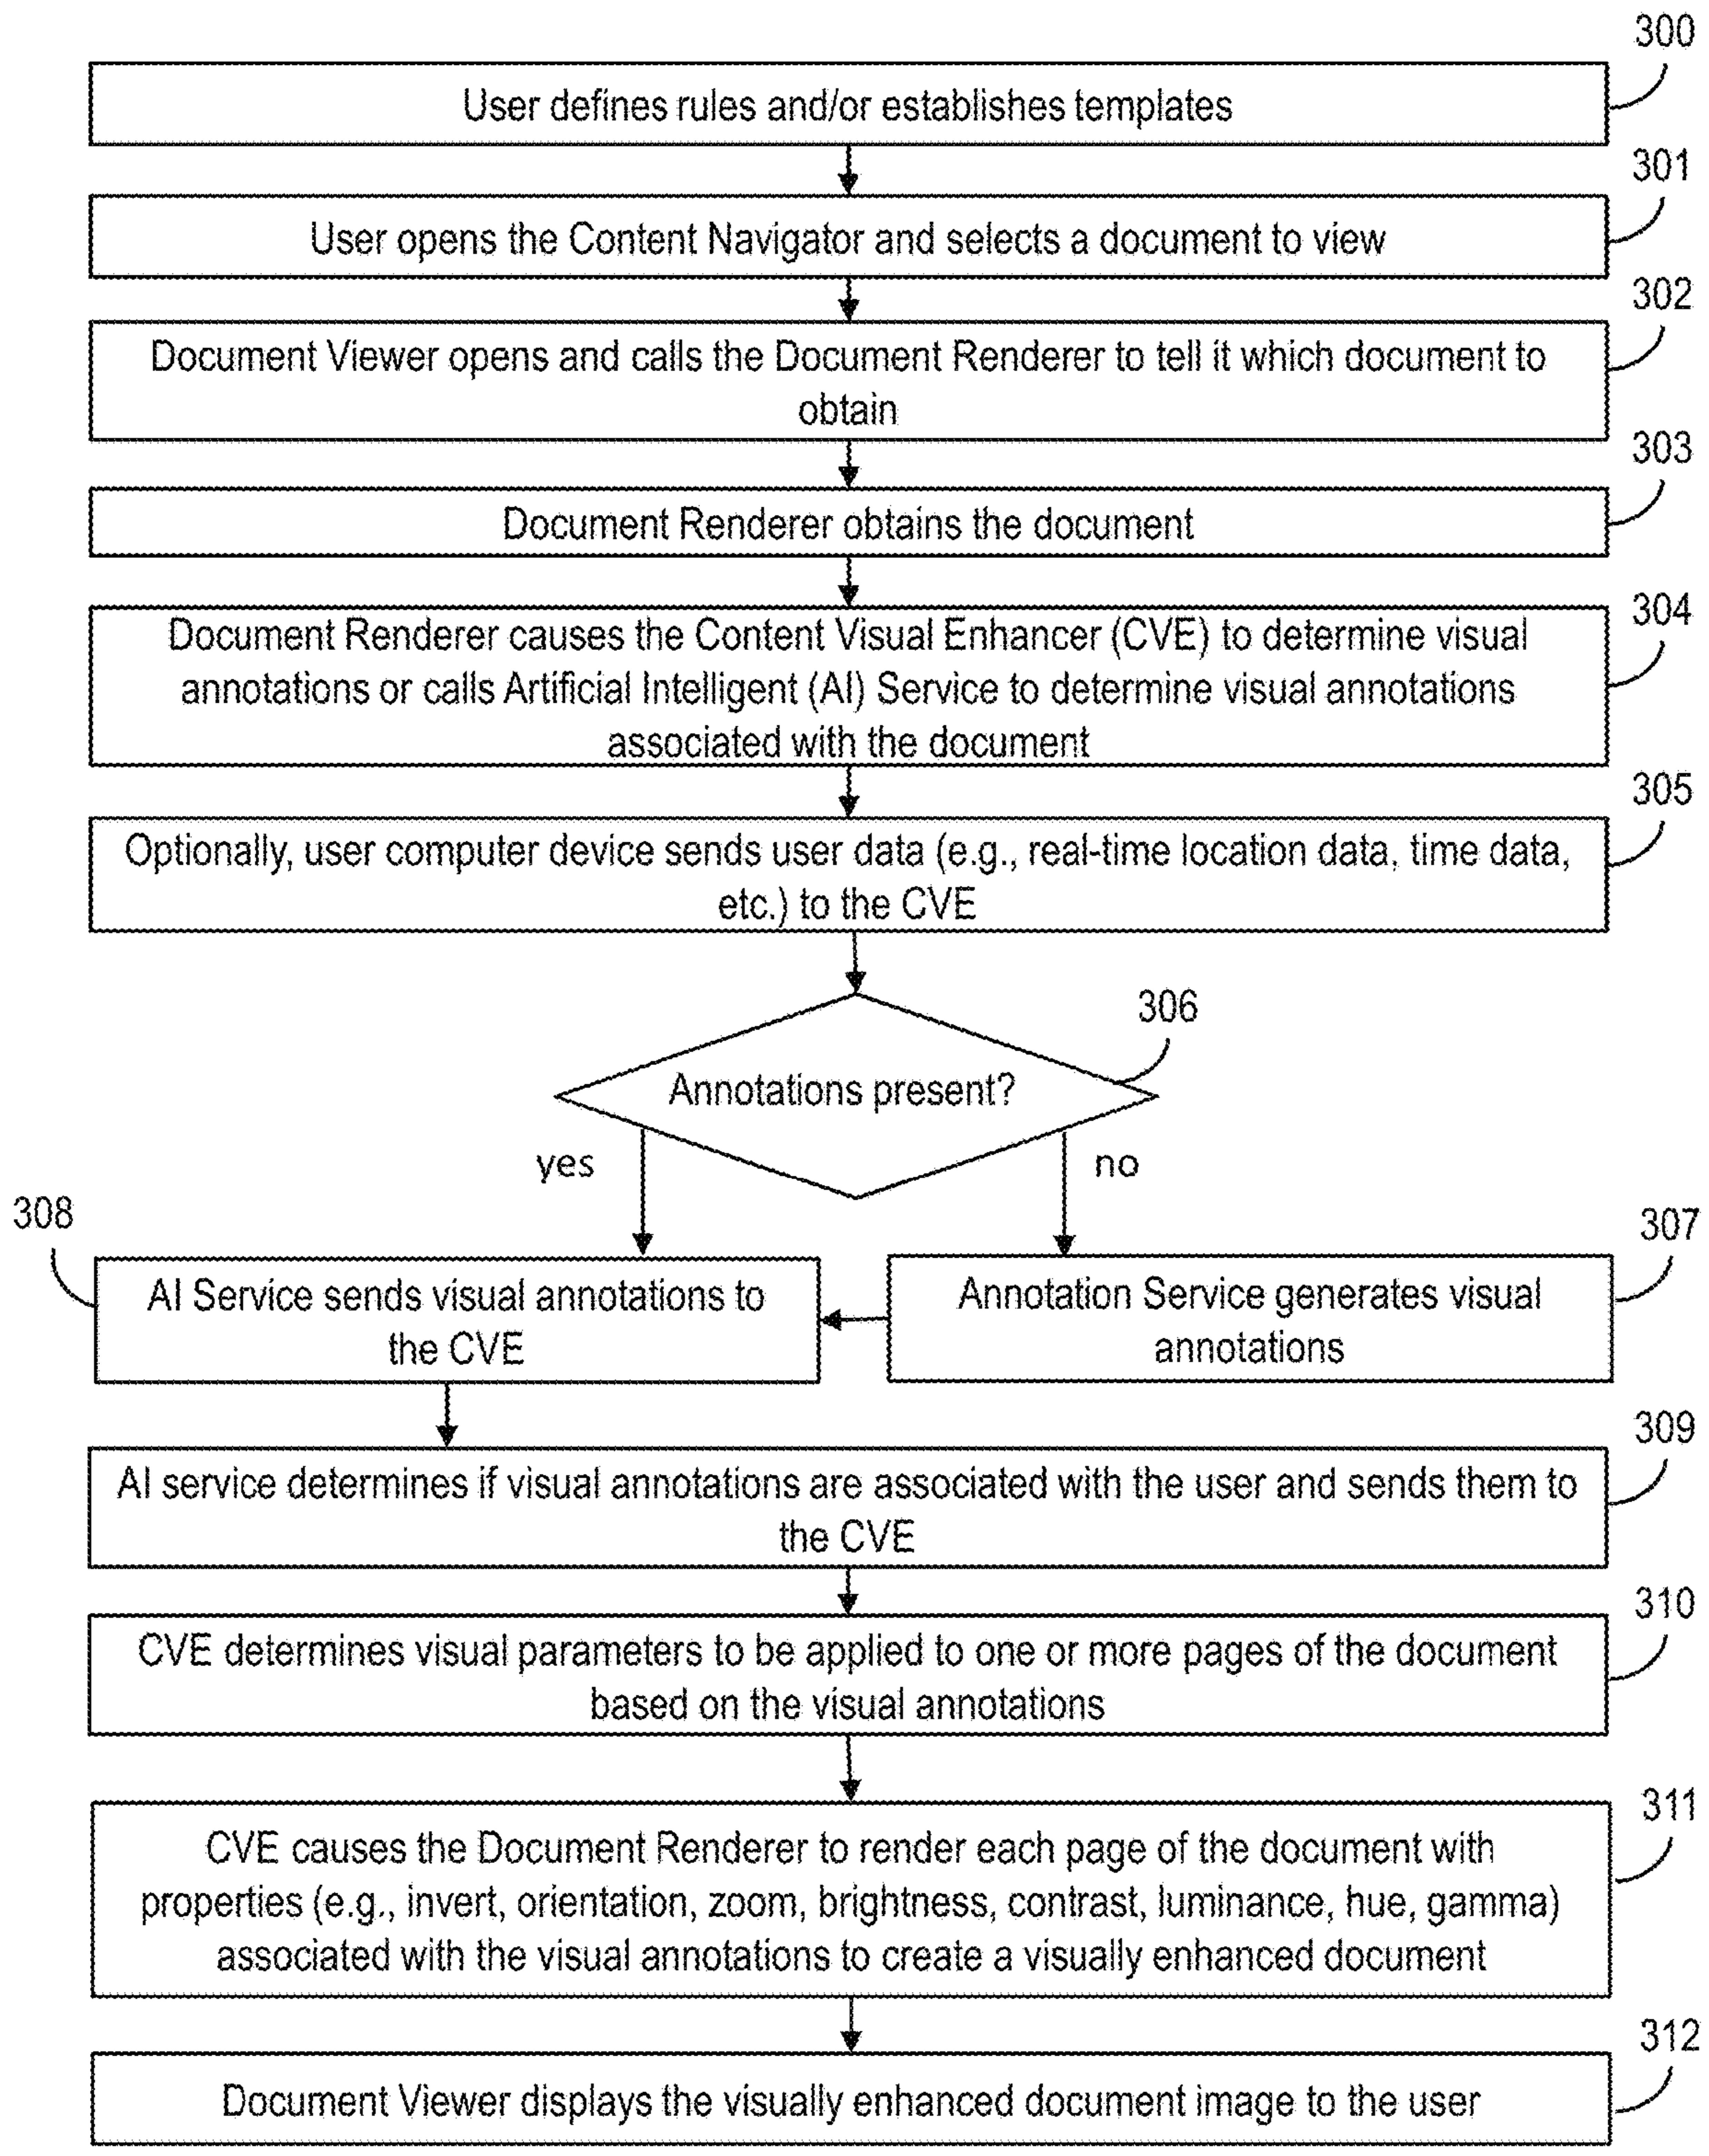 300
User defines rules and/or establishes templates
301
User opens the Content Navigator and selects a document to view
302
Document Viewer opens and calls the Document Renderer to tell it which document to
obtain
303
Document Renderer obtains the document
304
Document Renderer causes the Content Visual Enhancer (CVE) to determine visual
annotations or calls Artificial Intelligent (AI) Service to determine visual annotations
associated with the document
305
Optionally, user computer device sends user data (e.g., real-time location data, time data,
etc.) to the CVE
306
Annotations present?
yes
no
308
AI Service sends visual annotations to
the CVE
307
Annotation Service generates visual
annotations
309
AI service determines if visual annotations are associated with the user and sends them to
the CVE
310
CVE determines visual parameters to be applied to one or more pages of the document
based on the visual annotations
311
CVE causes the Document Renderer to render each page of the document with
properties (e.g., invert, orientation, zoom, brightness, contrast, luminance, hue, gamma)
associated with the visual annotations to create a visually enhanced document
312
Document Viewer displays the visually enhanced document image to the user